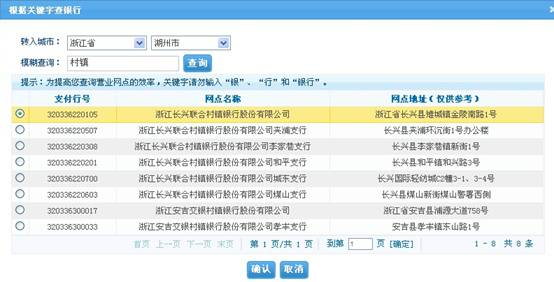 根据关键字查银行
转入城市： 浙江省 湖州市
模糊查询： 村镇 查询
提示：为提高您查询营业网点的效率，关键字请勿输入“银”、“行”和“银行”。
支付行号 网点名称 网点地址（仅供参考）
320336220105 浙江长兴联合村镇银行股份有限公司 浙江省长兴县雉城镇金陵南路1号
320336220507 浙江长兴联合村镇银行股份有限公司夹浦支行 长兴县夹浦环沉街1号办公楼
320336220308 浙江长兴联合村镇银行股份有限公司李家巷支行 长兴县李家巷镇新街1号
320336220201 浙江长兴联合村镇银行股份有限公司和平支行 长兴县和平镇和兴路3号
320336220700 浙江长兴联合村镇银行股份有限公司城东支行 长兴国际轻纺城C2幢3-1、3-4号
320336220603 浙江长兴联合村镇银行股份有限公司煤山支行 长兴县煤山新街煤山警署西侧
320336300017 浙江安吉交银村镇银行股份有限公司 浙江省安吉县浦源大道758号
320336300033 浙江安吉交银村镇银行股份有限公司孝丰支行 安吉县孝丰镇东山路1号
首页 上一页 下一页 末页 第 1 页/共 1 页 到第 1 页 [确定] 1 - 8 共 8 条
确认 取消